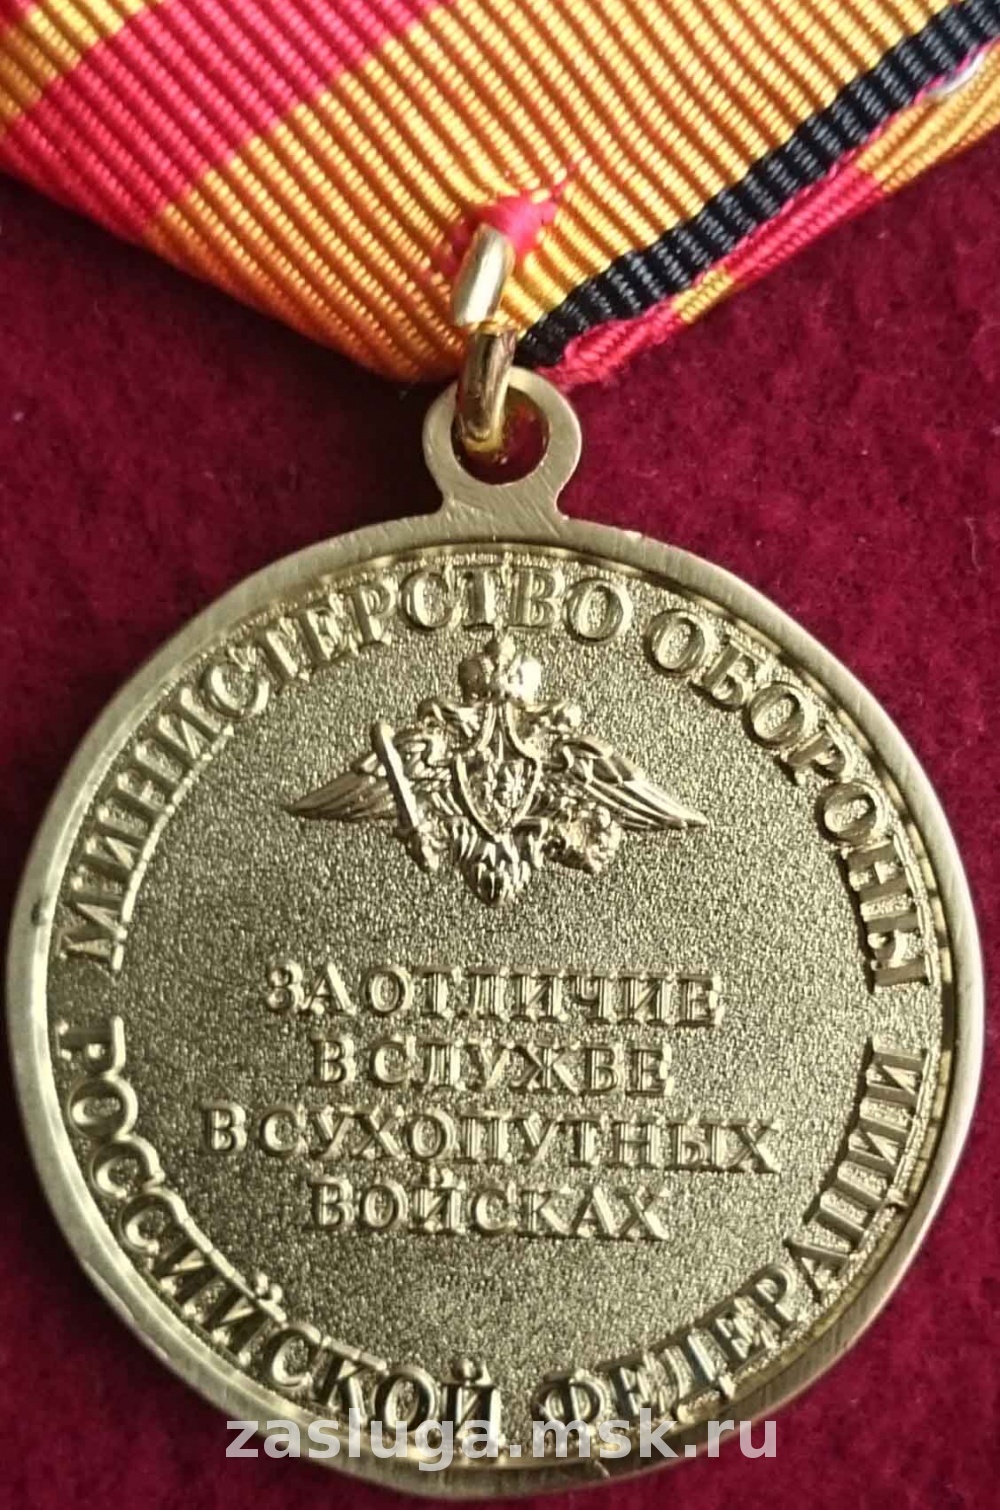 МИНИСТЕРСТВО ОБОРОНЫ
РОССИЙСКОЙ ФЕДЕРАЦИИ
ЗА ОТЛИЧИЕ
В СЛУЖБЕ
В СУХОПУТНЫХ
ВОЙСКАХ
zasluga.msk.ru